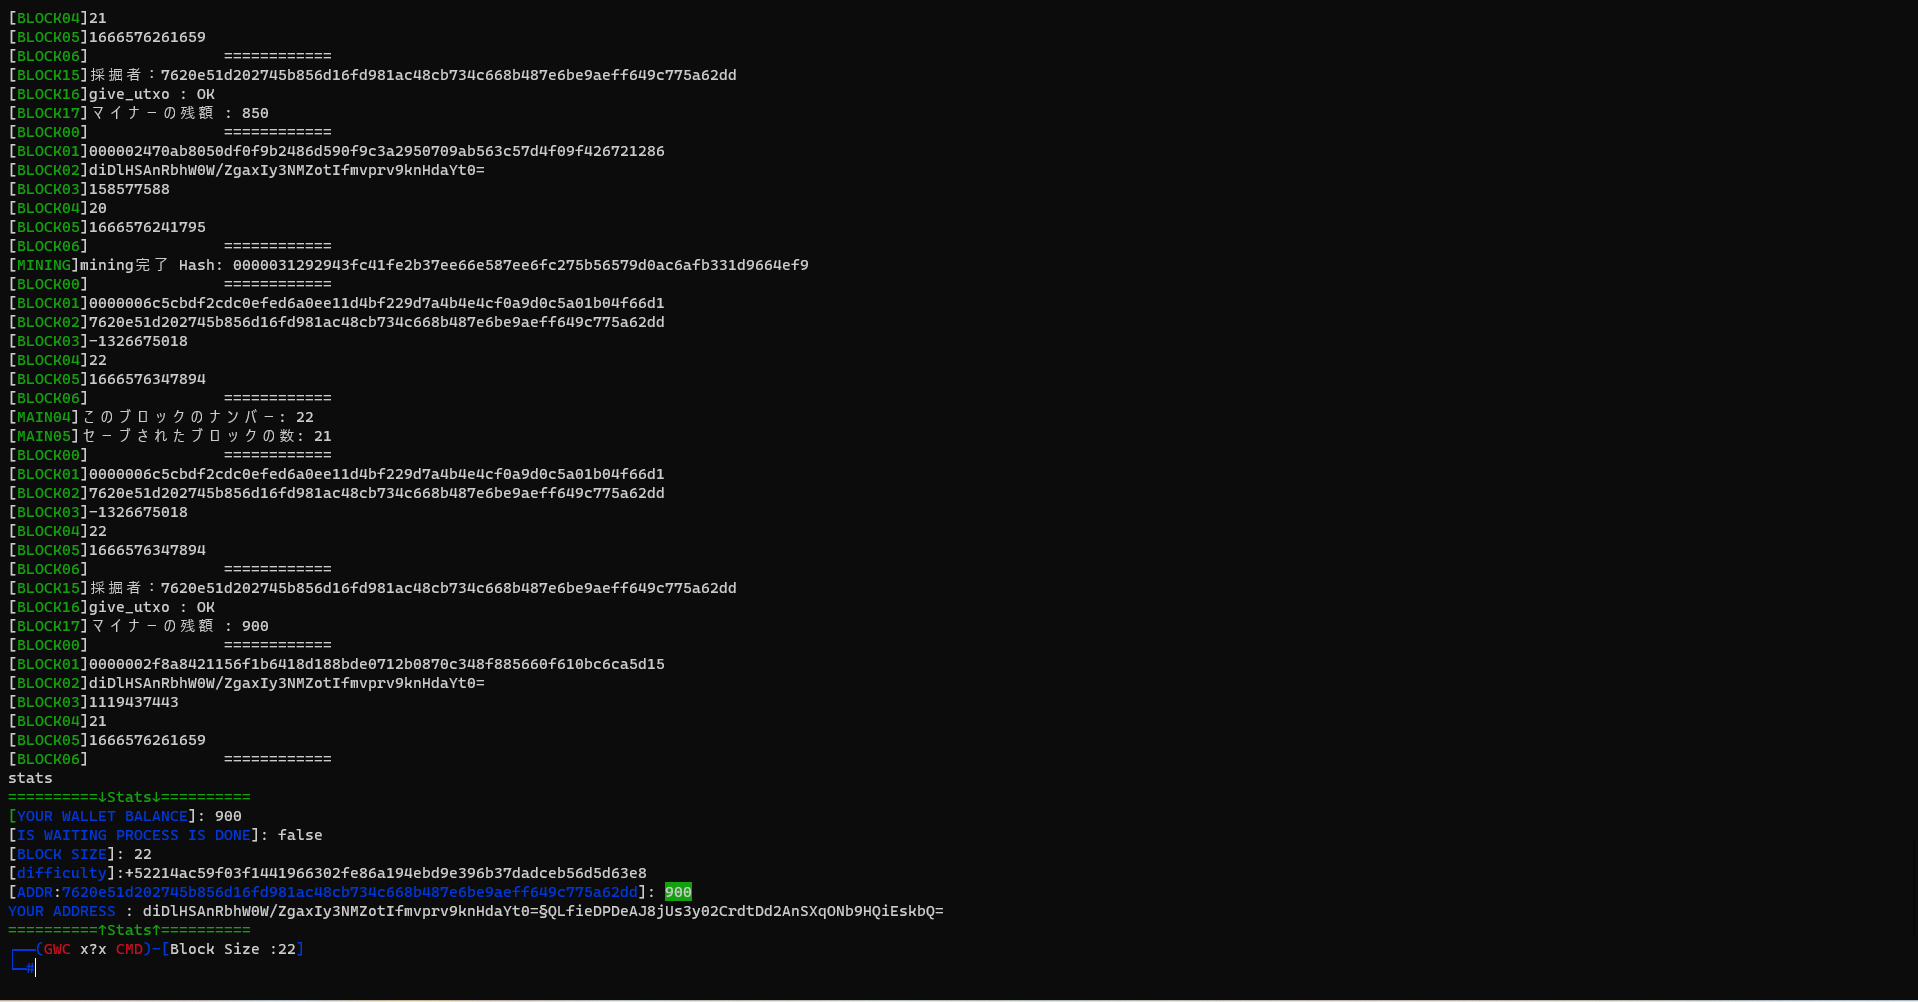 [BLOCK04]21
[BLOCK05]1666576261659
[BLOCK06]               ============
[BLOCK15]採掘者：7620e51d202745b856d16fd981ac48cb734c668b487e6be9aeff649c775a62dd
[BLOCK16]give_utxo : OK
[BLOCK17]マイナーの残額 : 850
[BLOCK00]               ============
[BLOCK01]000002470ab8050df0f9b2486d590f9c3a2950709ab563c57d4f09f426721286
[BLOCK02]diDlHSAnRbhW0W/ZgaxIy3NMZotIfmvprv9knHdaYt0=
[BLOCK03]158577588
[BLOCK04]20
[BLOCK05]1666576241795
[BLOCK06]               ============
[MINING]mining完了 Hash: 00000312929​43fc41fe2b37ee66e587ee6fc275b56579d0ac6afb331d9664ef9
[BLOCK00]               ============
[BLOCK01]0000006c5cbdf2cdc0efed6a0ee11d4bf229d7a4b4e4cf0a9d0c5a01b04f66d1
[BLOCK02]7620e51d202745b856d16fd981ac48cb734c668b487e6be9aeff649c775a62dd
[BLOCK03]-1326675018
[BLOCK04]22
[BLOCK05]1666576347894
[BLOCK06]               ============
[MAIN04]このブロックのナンバー: 22
[MAIN05]セーブされたブロックの数: 21
[BLOCK00]               ============
[BLOCK01]0000006c5cbdf2cdc0efed6a0ee11d4bf229d7a4b4e4cf0a9d0c5a01b04f66d1
[BLOCK02]7620e51d202745b856d16fd981ac48cb734c668b487e6be9aeff649c775a62dd
[BLOCK03]-1326675018
[BLOCK04]22
[BLOCK05]1666576347894
[BLOCK06]               ============
[BLOCK15]採掘者：7620e51d202745b856d16fd981ac48cb734c668b487e6be9aeff649c775a62dd
[BLOCK16]give_utxo : OK
[BLOCK17]マイナーの残額 : 900
[BLOCK00]               ============
[BLOCK01]0000002f8a8421156f1b6418d188bde0712b0870c348f885660f610bc6ca5d15
[BLOCK02]diDlHSAnRbhW0W/ZgaxIy3NMZotIfmvprv9knHdaYt0=
[BLOCK03]1119437443
[BLOCK04]21
[BLOCK05]1666576261659
[BLOCK06]               ============
stats
==========↓Stats↓==========
[YOUR WALLET BALANCE]: 900
[IS WAITING PROCESS IS DONE]: false
[BLOCK SIZE]: 22
[difficulty]:+52214ac59f03f1441966302fe86a194ebd9e396b37dadceb56d5d63e8
[ADDR:7620e51d202745b856d16fd981ac48cb734c668b487e6be9aeff649c775a62dd]: 900
YOUR ADDRESS : diDlHSAnRbhW0W/ZgaxIy3NMZotIfmvprv9knHdaYt0=§QLfieDPDeAJ8jUs3y02CrdtDd2AnSXqONb9HQiEskbQ=
==========↑Stats↑==========
┌──(GWC x?x CMD)-[Block Size :22]
└─#